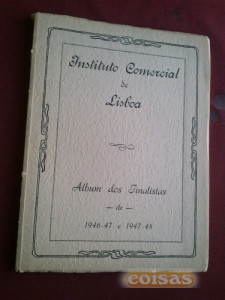 Instituto Comercial
de
Lisboa
Album dos Finalistas
— de —
1946-47 e 1947-48
coisas